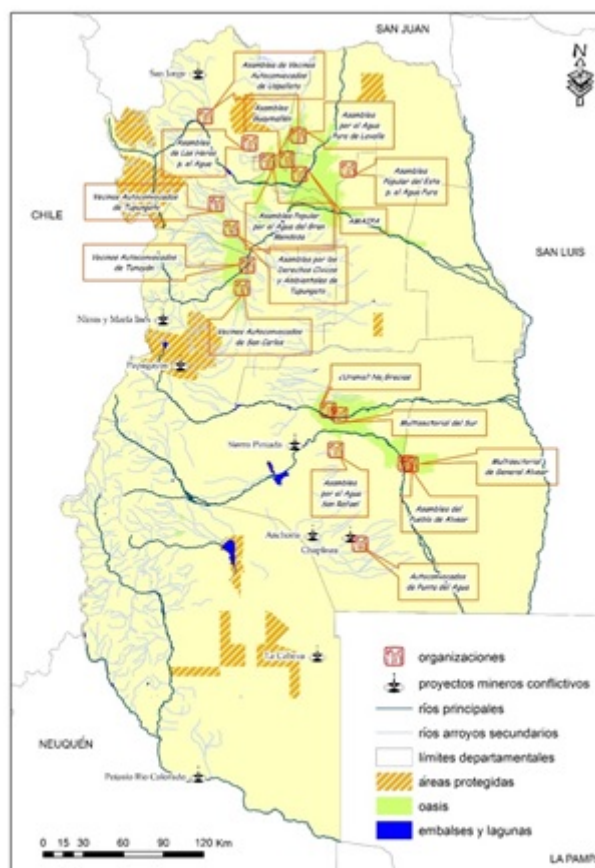 SAN JUAN
N
San Jorge
Asamblea de Vecinos
Autoconvocados
de Uspallata
Asamblea
Guaymallén
Asamblea
por el Agua
Pura de Lavalle
Asamblea
de Las Heras
p. el Agua
Asamblea
Popular del Este
p. el Agua Pura
Vecinos Autoconvocados
de Tupungato
CHILE
Asamblea Popular
por el Agua del Gran
Mendoza
AMPAP
SAN LUIS
Vecinos Autoconvocados
de Tunuyán
Asamblea por los
Derechos Cívicos
y Ambientales de
Tupungato
Vecinos Autoconvocados
de San Carlos
Papagayos
¿Uranio? No, Gracias
Multisectorial del Sur
Sierra Pintada
Multisectorial
de General Alvear
Asamblea
por el Agua
San Rafael
Asamblea del
Pueblo de Alvear
Anchoris
Autoconvocados
de Punta del Agua
La Cabeza
organizaciones
proyectos mineros conflictivos
ríos principales
ríos arroyos secundarios
límites departamentales
áreas protegidas
oasis
embalses y lagunas
NEUQUÉN
Potasio Río Colorado
0 15 30 60 90 120 Km
LA PAMPA